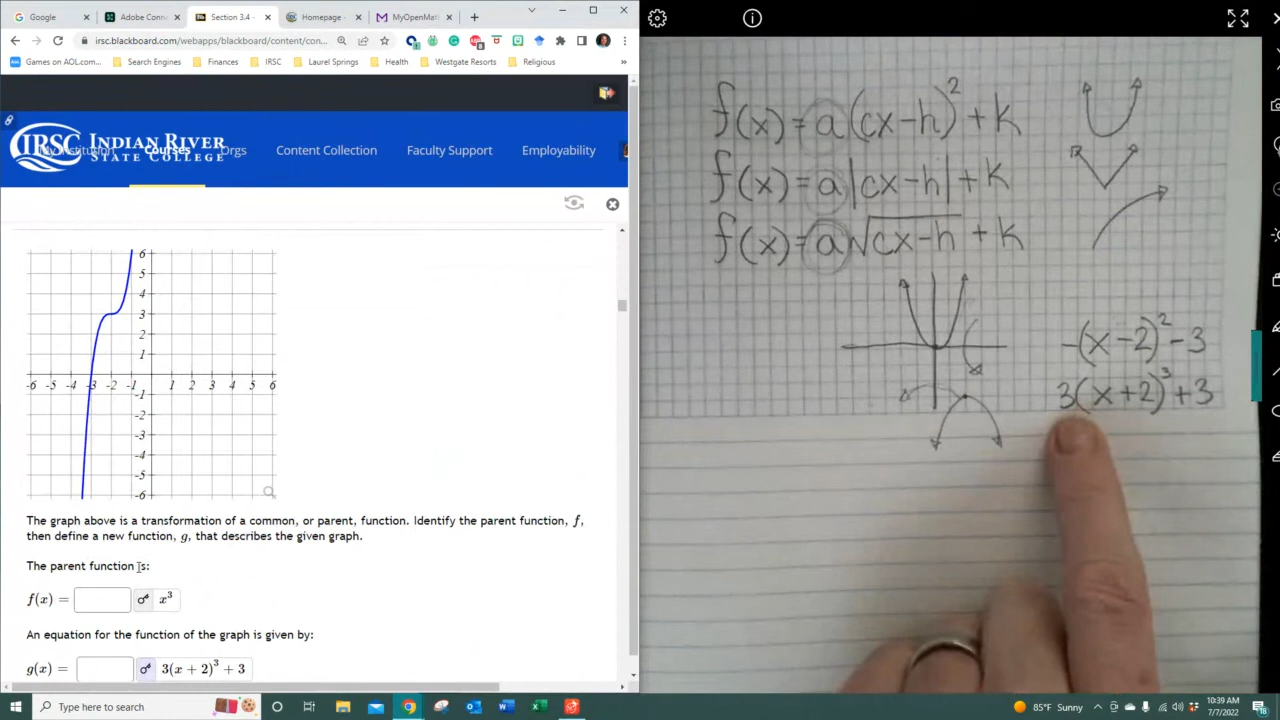 Google
Adobe Conn
Section 3.4 -
Homepage -
MyOpenMath
irsc.blackboard.com/webapps/blackboard/content/con...
Games on AOL.com...
Search Engines
Finances
IRSC
Laurel Springs
Health
Westgate Resorts
Religious
IRSC INDIAN RIVER
STATE COLLEGE
My Institution
Courses
Orgs
Content Collection
Faculty Support
Employability
6
5
4
3
2
1
-6 -5 -4 -3 -2 -1 1 2 3 4 5 6
-1
-2
-3
-4
-5
-6
The graph above is a transformation of a common, or parent, function. Identify the parent function, f,
then define a new function, g, that describes the given graph.
The parent function is:
f(x) = x³
An equation for the function of the graph is given by:
g(x) = 3(x + 2)³ + 3
f(x) = a(cx-h)² + k
f(x) = a|cx-h| + k
f(x) = a√cx-h + k
-(x-2)²-3
3(x+2)³+3
Type here to search
85°F Sunny
10:39 AM
7/7/2022
18